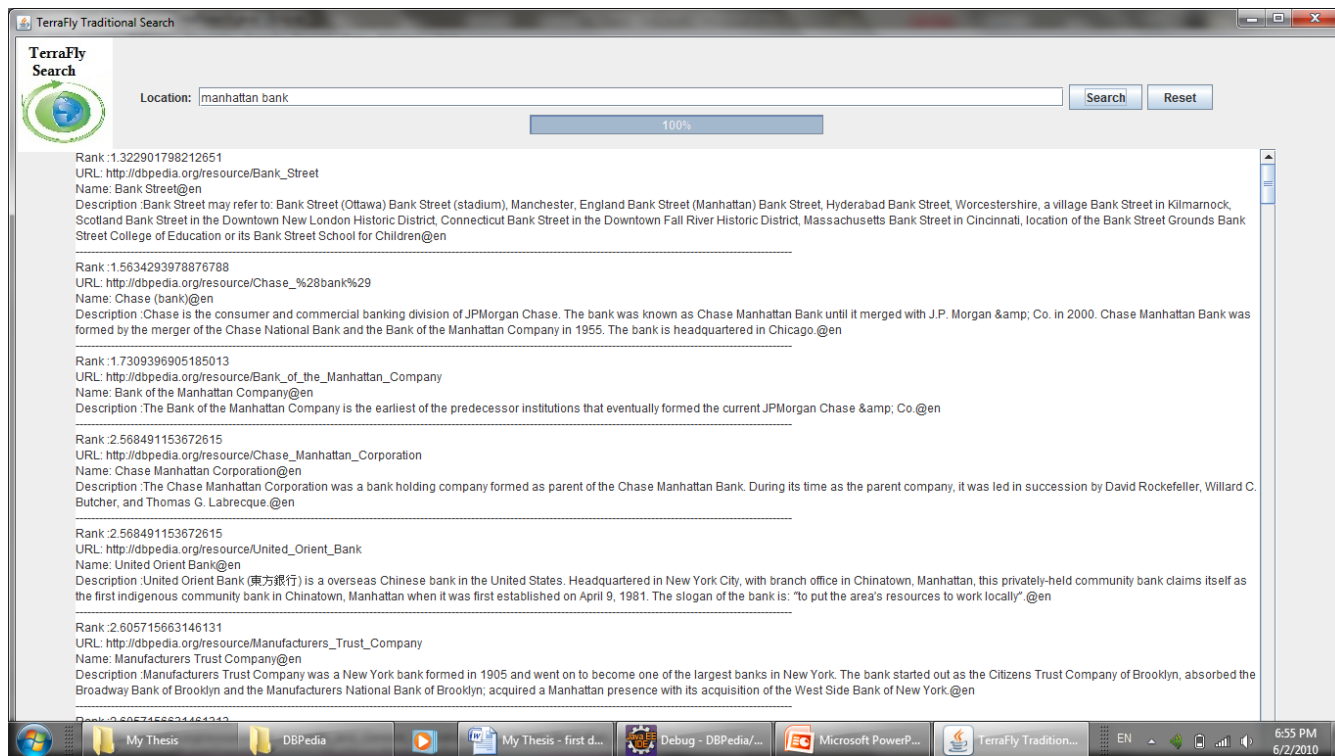 TerraFly Traditional Search
TerraFly
Search
Location: manhattan bank
Search
Reset
100%
Rank :1.322901798212651
URL: http://dbpedia.org/resource/Bank_Street
Name: Bank Street@en
Description :Bank Street may refer to: Bank Street (Ottawa) Bank Street (stadium), Manchester, England Bank Street (Manhattan) Bank Street, Hyderabad Bank Street, Worcestershire, a village Bank Street in Kilmarnock,
Scotland Bank Street in the Downtown New London Historic District, Connecticut Bank Street in the Downtown Fall River Historic District, Massachusetts Bank Street in Cincinnati, location of the Bank Street Grounds Bank
Street College of Education or its Bank Street School for Children@en
Rank :1.5634293978876788
URL: http://dbpedia.org/resource/Chase_%28bank%29
Name: Chase (bank)@en
Description :Chase is the consumer and commercial banking division of JPMorgan Chase. The bank was known as Chase Manhattan Bank until it merged with J.P. Morgan &amp; Co. in 2000. Chase Manhattan Bank was
formed by the merger of the Chase National Bank and the Bank of the Manhattan Company in 1955. The bank is headquartered in Chicago.@en
Rank :1.7309396905185013
URL: http://dbpedia.org/resource/Bank_of_the_Manhattan_Company
Name: Bank of the Manhattan Company@en
Description :The Bank of the Manhattan Company is the earliest of the predecessor institutions that eventually formed the current JPMorgan Chase &amp; Co.@en
Rank :2.568491153672615
URL: http://dbpedia.org/resource/Chase_Manhattan_Corporation
Name: Chase Manhattan Corporation@en
Description :The Chase Manhattan Corporation was a bank holding company formed as parent of the Chase Manhattan Bank. During its time as the parent company, it was led in succession by David Rockefeller, Willard C.
Butcher, and Thomas G. Labrecque.@en
Rank :2.568491153672615
URL: http://dbpedia.org/resource/United_Orient_Bank
Name: United Orient Bank@en
Description :United Orient Bank (東方銀行) is a overseas Chinese bank in the United States. Headquartered in New York City, with branch office in Chinatown, Manhattan, this privately-held community bank claims itself as
the first indigenous community bank in Chinatown, Manhattan when it was first established on April 9, 1981. The slogan of the bank is: "to put the area's resources to work locally".@en
Rank :2.605715663146131
URL: http://dbpedia.org/resource/Manufacturers_Trust_Company
Name: Manufacturers Trust Company@en
Description :Manufacturers Trust Company was a New York bank formed in 1905 and went on to become one of the largest banks in New York. The bank started out as the Citizens Trust Company of Brooklyn, absorbed the
Broadway Bank of Brooklyn and the Manufacturers National Bank of Brooklyn; acquired a Manhattan presence with its acquisition of the West Side Bank of New York.@en
My Thesis
DBPedia
My Thesis - first d...
Debug - DBPedia/...
Microsoft PowerP...
TerraFly Tradition...
EN
6:55 PM
6/2/2010